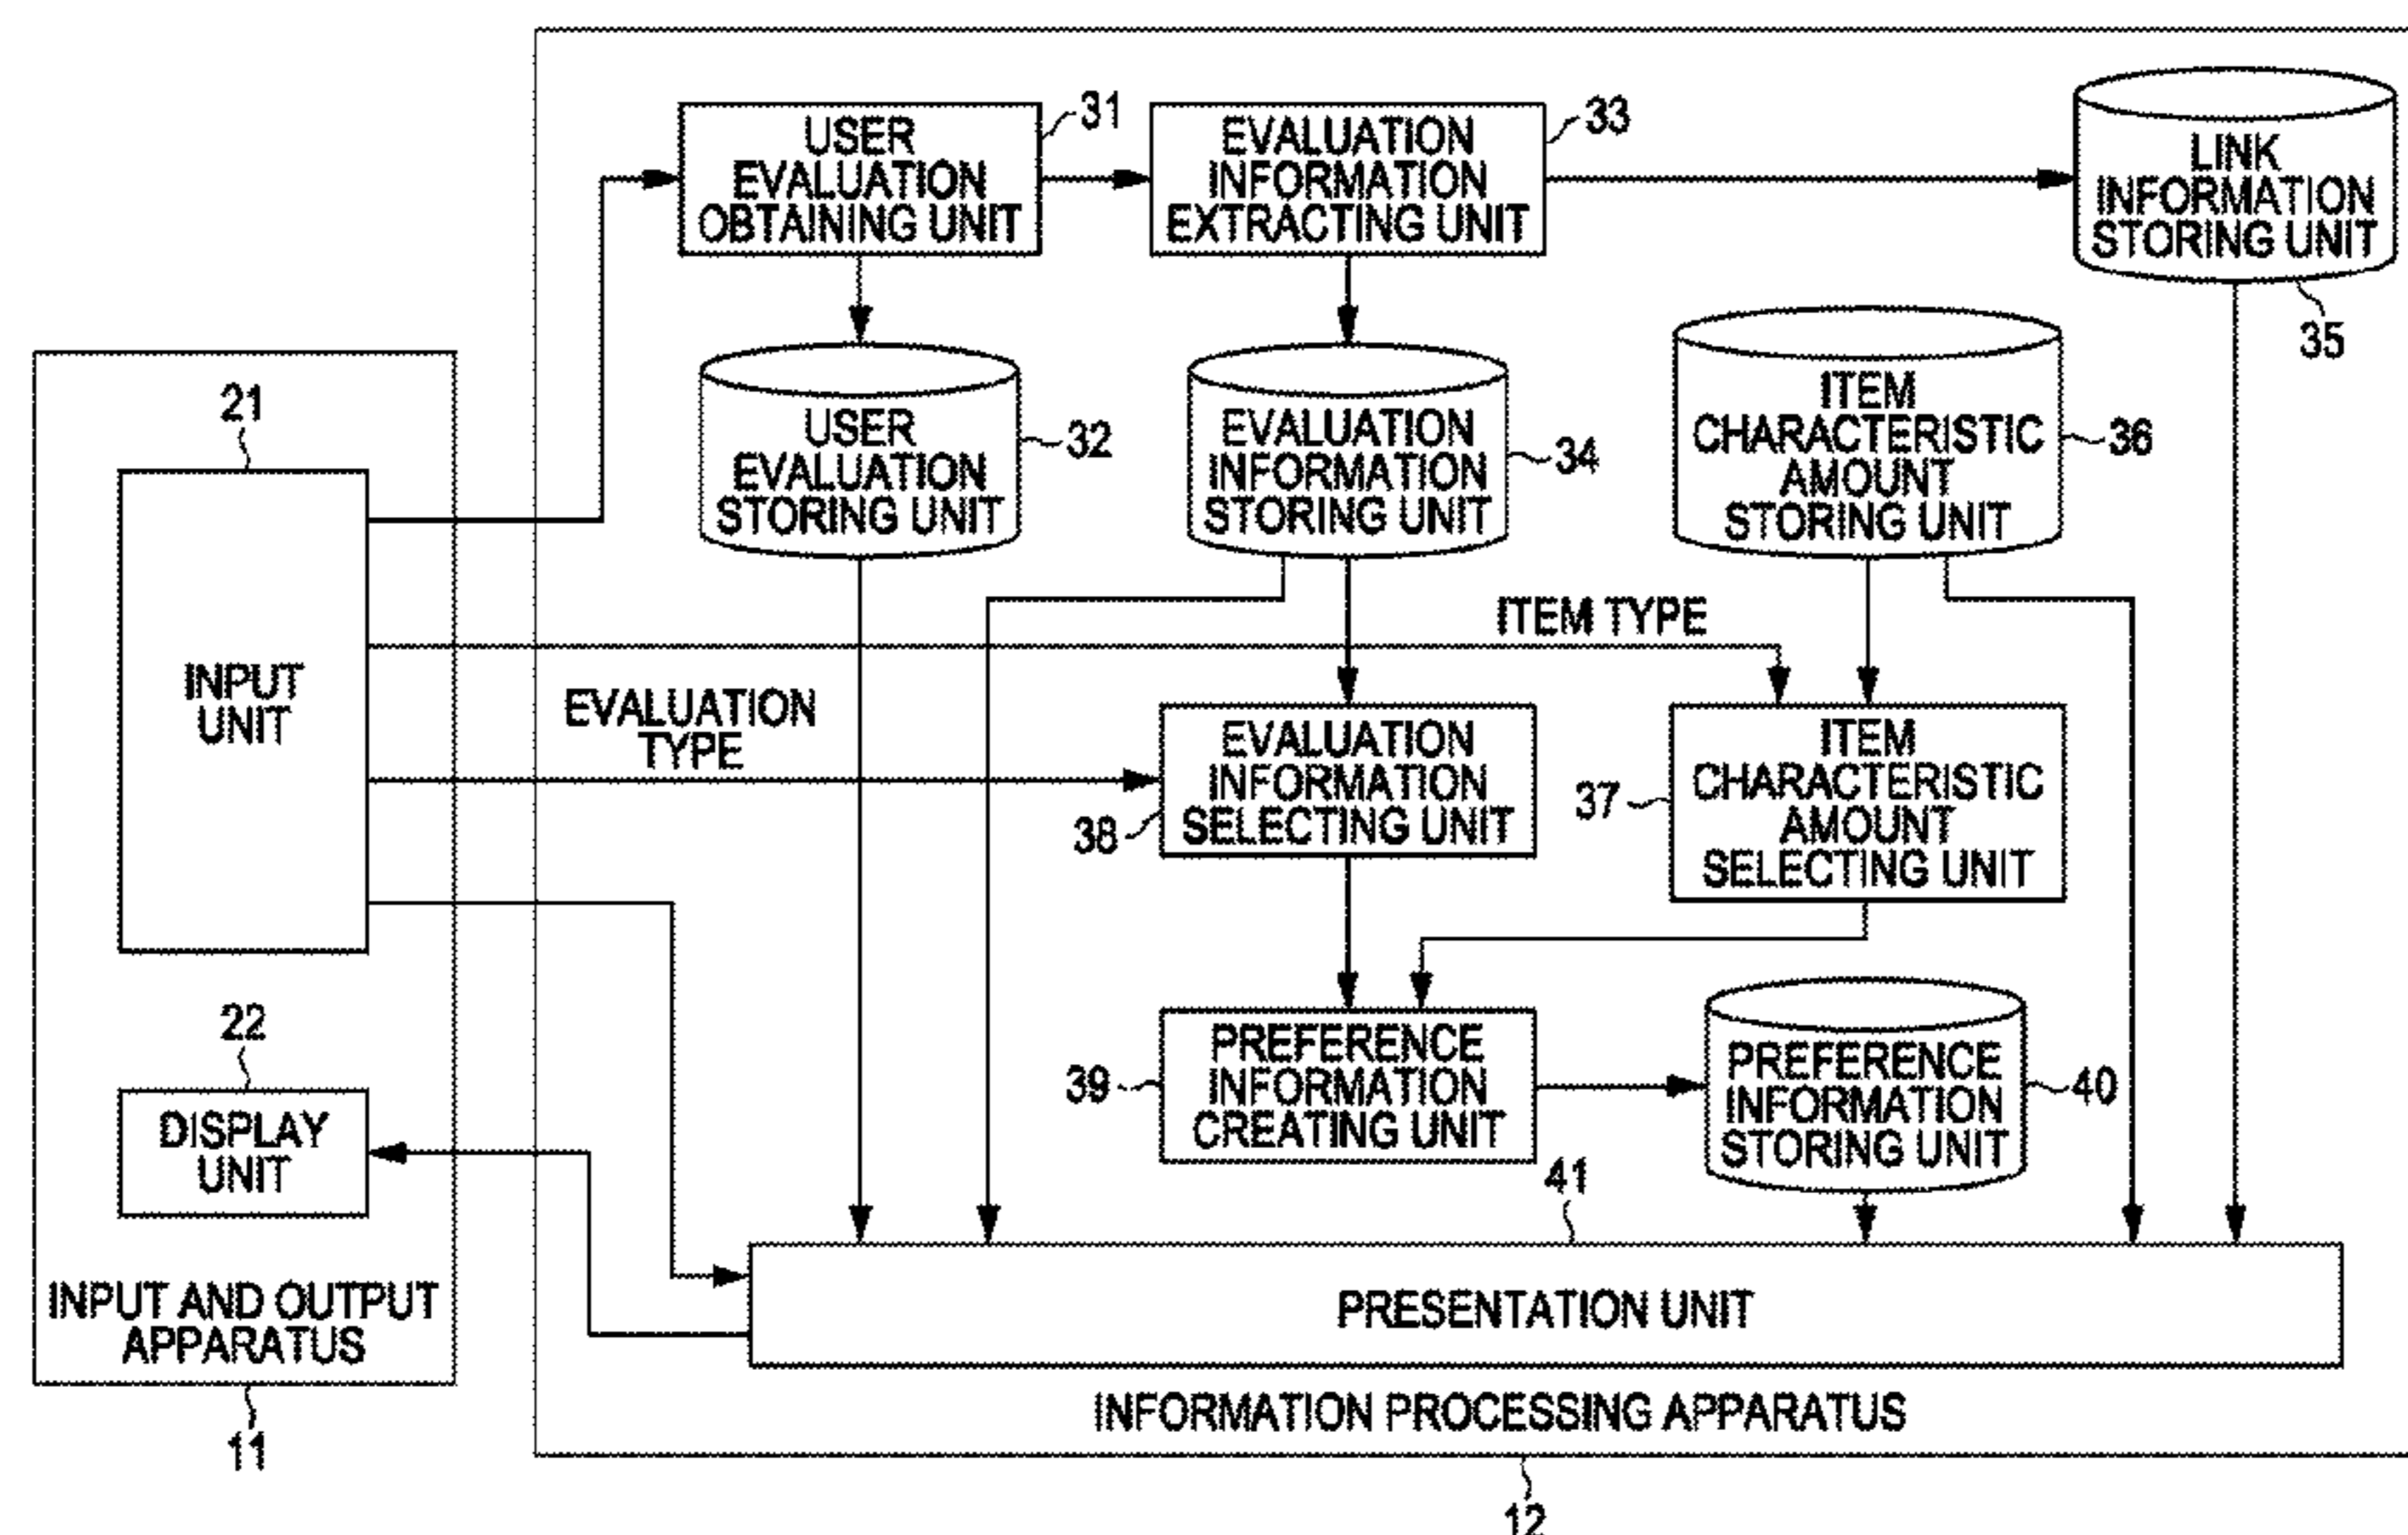 31
USER
EVALUATION
OBTAINING UNIT
33
EVALUATION
INFORMATION
EXTRACTING UNIT
LINK
INFORMATION
STORING UNIT
35
21
INPUT
UNIT
USER
EVALUATION
STORING UNIT
32
EVALUATION
INFORMATION
STORING UNIT
34
ITEM
CHARACTERISTIC
AMOUNT
STORING UNIT
36
ITEM TYPE
EVALUATION
TYPE
EVALUATION
INFORMATION
SELECTING UNIT
38
37
ITEM
CHARACTERISTIC
AMOUNT
SELECTING UNIT
22
DISPLAY
UNIT
39
PREFERENCE
INFORMATION
CREATING UNIT
PREFERENCE
INFORMATION
STORING UNIT
40
41
PRESENTATION UNIT
INPUT AND OUTPUT
APPARATUS
11
INFORMATION PROCESSING APPARATUS
12